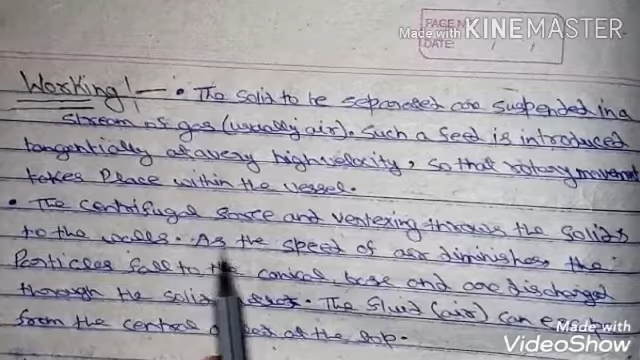 PAGE N
DATE: / /
Made with KINEMASTER
Working! - • The solid to be separated are suspended in a
stream of gas (usually air). Such a feed is introduced
tangentially at a very high velocity, so that rotary movement
takes place within the vessel.
• The centrifugal force and vertexing throws the solids
to the walls. As the speed of air diminishes the
Particles fall to the conical base and are discharged
through the solid outlet. The fluid (air) can
from the central outlet at the top.
Made with
VideoShow